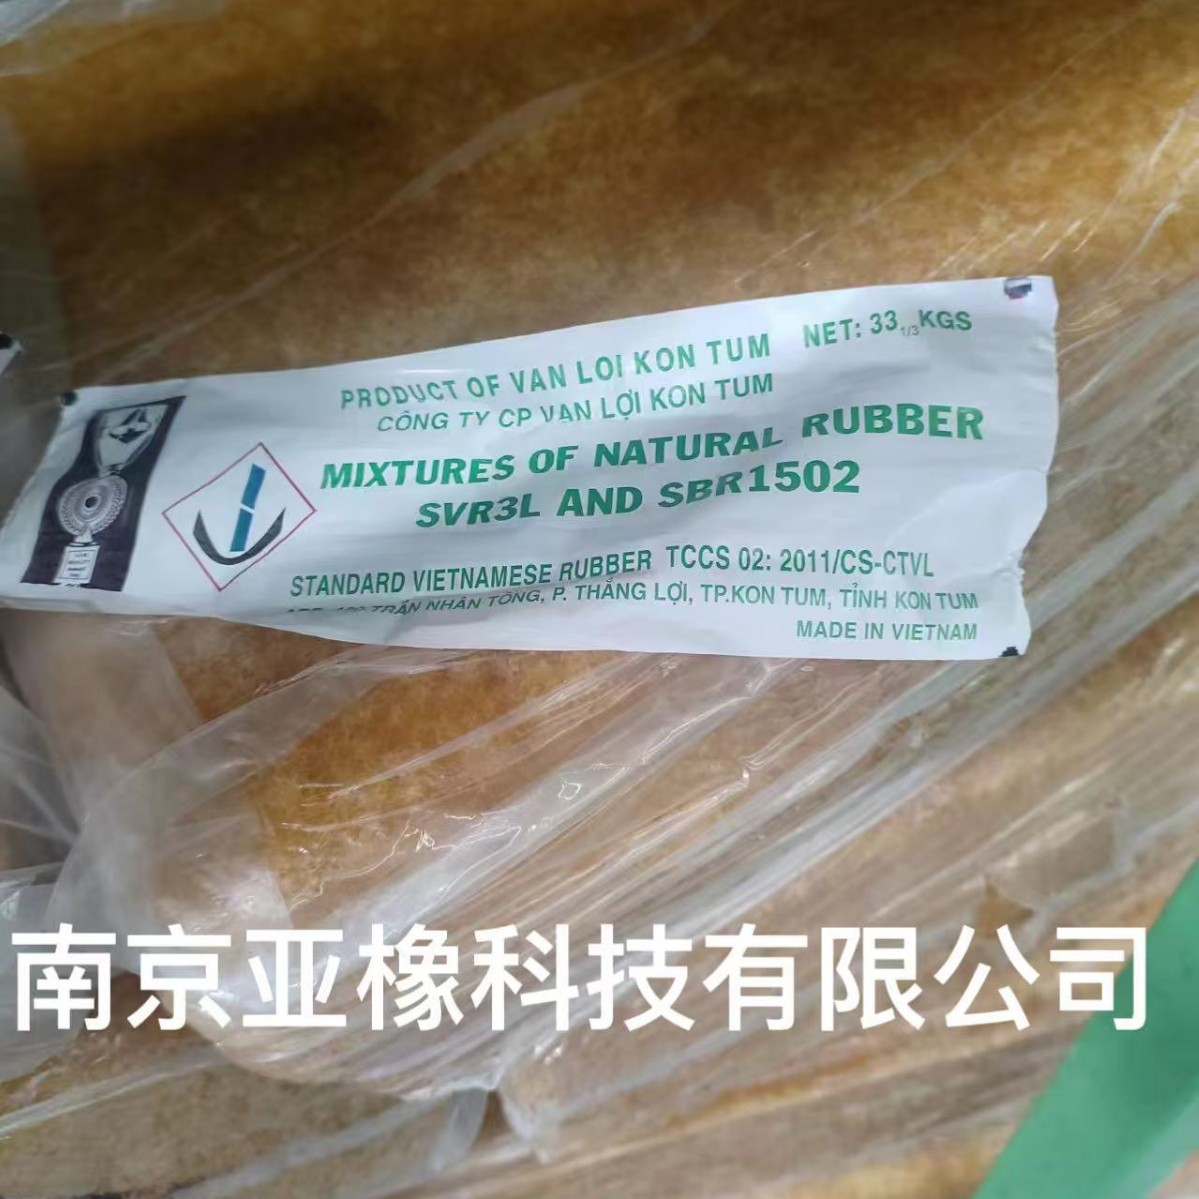 PRODUCT OF VAN LOI KON TUM NET: 33 1/3 KGS
CÔNG TY CP VẠN LỢI KON TUM
MIXTURES OF NATURAL RUBBER
SVR3L AND SBR1502
STANDARD VIETNAMESE RUBBER TCCS 02: 2011/CS-CTVL
TRẦN NHÂN TÔNG, P. THẮNG LỢI, TP.KON TUM, TỈNH KON TUM
MADE IN VIETNAM
南京亚橡科技有限公司